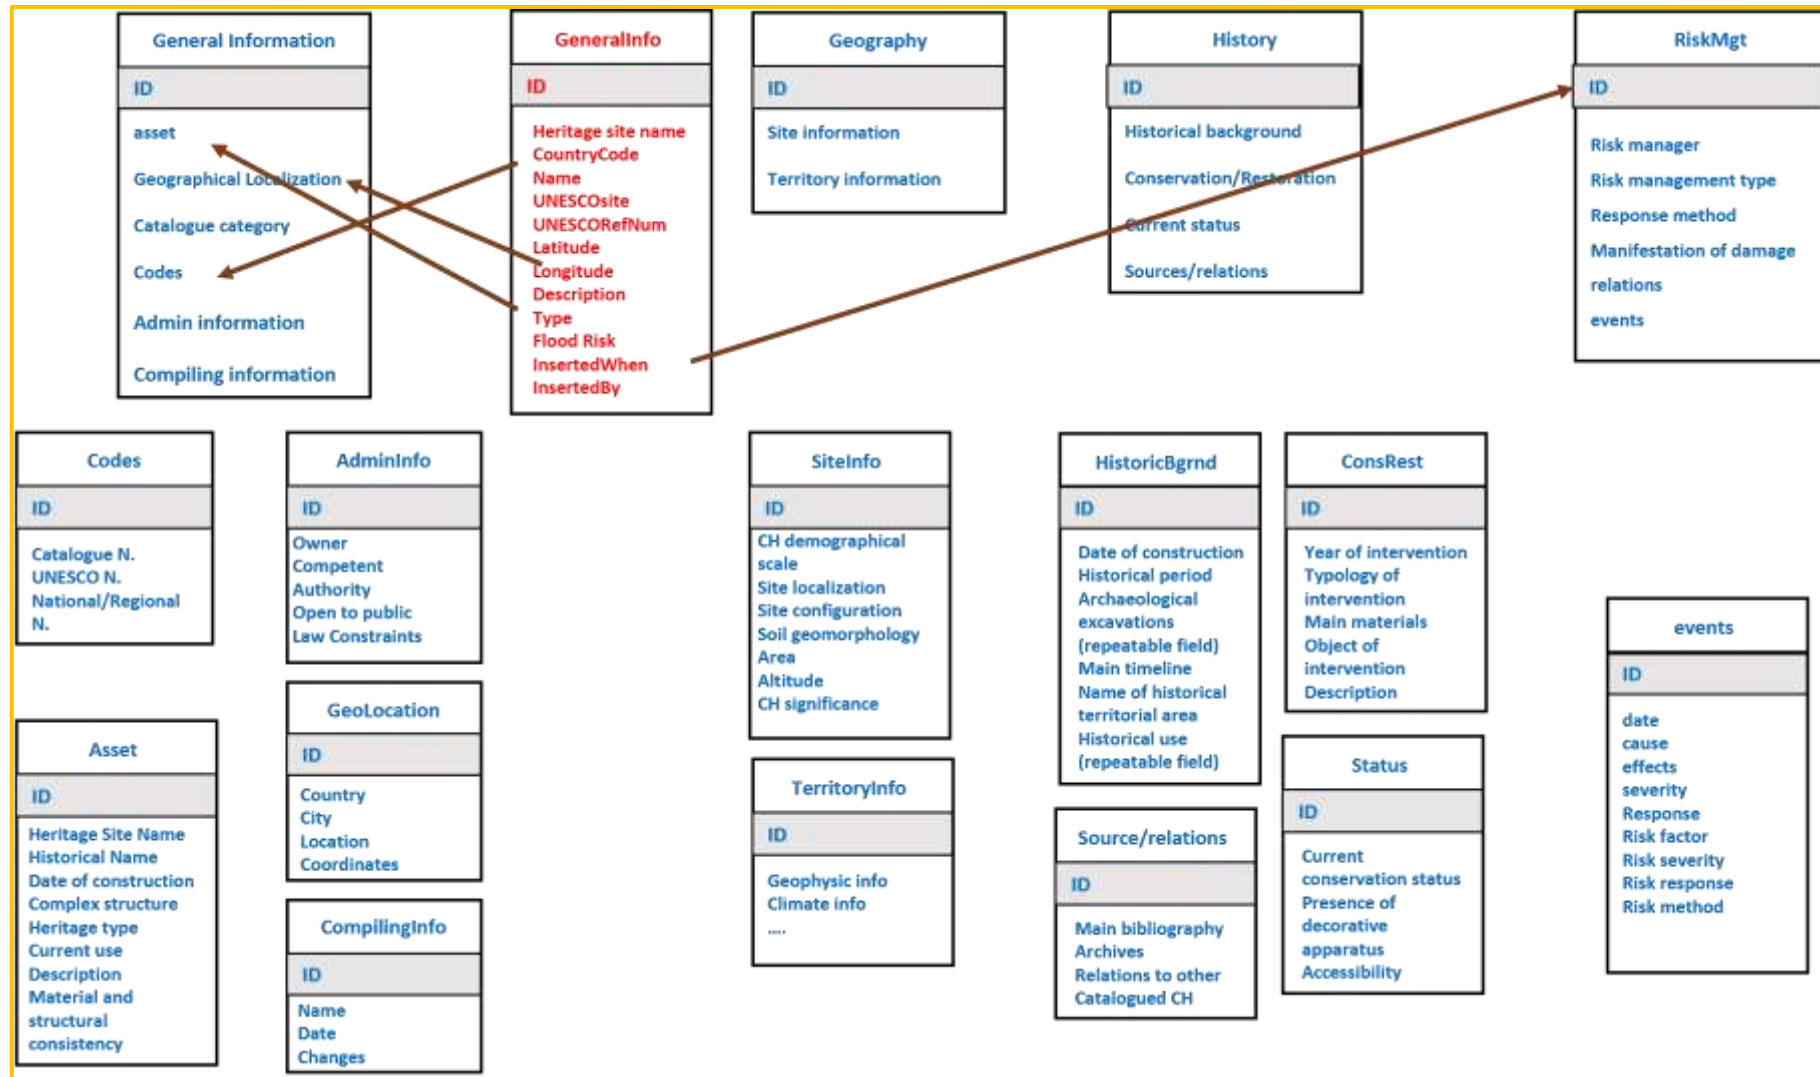 General Information
ID
asset
Geographical Localization
Catalogue category
Codes
Admin information
Compiling information
GeneralInfo
ID
Heritage site name
CountryCode
Name
UNESCOsite
UNESCORefNum
Latitude
Longitude
Description
Type
Flood Risk
InsertedWhen
InsertedBy
Geography
ID
Site information
Territory information
History
ID
Historical background
Conservation/Restoration
Current status
Sources/relations
RiskMgt
ID
Risk manager
Risk management type
Response method
Manifestation of damage
relations
events
Codes
ID
Catalogue N.
UNESCO N.
National/Regional
N.
AdminInfo
ID
Owner
Competent
Authority
Open to public
Law Constraints
SiteInfo
ID
CH demographical
scale
Site localization
Site configuration
Soil geomorphology
Area
Altitude
CH significance
HistoricBgrnd
ID
Date of construction
Historical period
Archaeological
excavations
(repeatable field)
Main timeline
Name of historical
territorial area
Historical use
(repeatable field)
ConsRest
ID
Year of intervention
Typology of
intervention
Main materials
Object of
intervention
Description
events
ID
date
cause
effects
severity
Response
Risk factor
Risk severity
Risk response
Risk method
Asset
ID
Heritage Site Name
Historical Name
Date of construction
Complex structure
Heritage type
Current use
Description
Material and
structural
consistency
GeoLocation
ID
Country
City
Location
Coordinates
CompilingInfo
ID
Name
Date
Changes
TerritoryInfo
ID
Geophysic info
Climate info
....
Source/relations
ID
Main bibliography
Archives
Relations to other
Catalogued CH
Status
ID
Current
conservation status
Presence of
decorative
apparatus
Accessibility